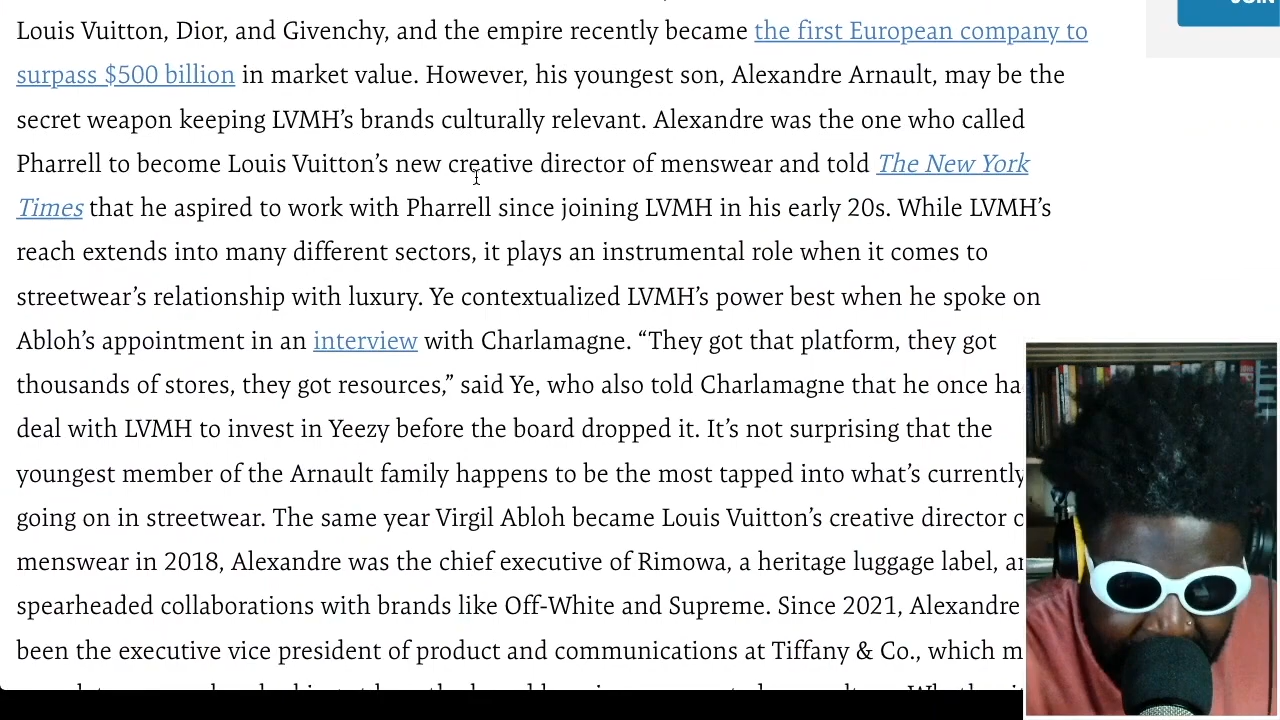 JOIN
Louis Vuitton, Dior, and Givenchy, and the empire recently became the first European company to
surpass $500 billion in market value. However, his youngest son, Alexandre Arnault, may be the
secret weapon keeping LVMH’s brands culturally relevant. Alexandre was the one who called
Pharrell to become Louis Vuitton’s new creative director of menswear and told The New York
Times that he aspired to work with Pharrell since joining LVMH in his early 20s. While LVMH’s
reach extends into many different sectors, it plays an instrumental role when it comes to
streetwear’s relationship with luxury. Ye contextualized LVMH’s power best when he spoke on
Abloh’s appointment in an interview with Charlamagne. “They got that platform, they got
thousands of stores, they got resources,” said Ye, who also told Charlamagne that he once ha
deal with LVMH to invest in Yeezy before the board dropped it. It’s not surprising that the
youngest member of the Arnault family happens to be the most tapped into what’s currently
going on in streetwear. The same year Virgil Abloh became Louis Vuitton’s creative director
menswear in 2018, Alexandre was the chief executive of Rimowa, a heritage luggage label,
spearheaded collaborations with brands like Off-White and Supreme. Since 2021, Alexandre
been the executive vice president of product and communications at Tiffany & Co., which